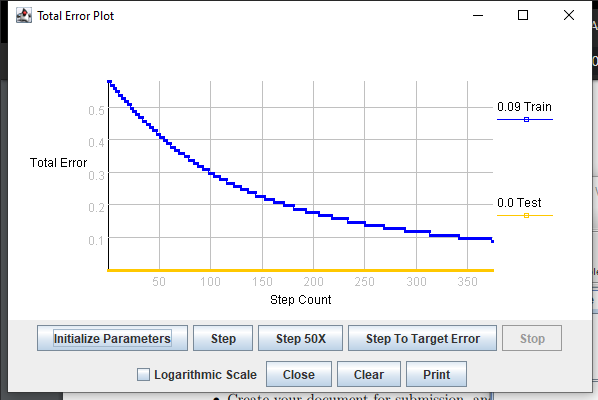 Total Error Plot
0.5
0.4
0.3
0.2
0.1
Total Error
50 100 150 200 250 300 350
Step Count
0.09 Train
0.0 Test
Initialize Parameters Step Step 50X Step To Target Error Stop
Logarithmic Scale Close Clear Print
Create your document for submission, an